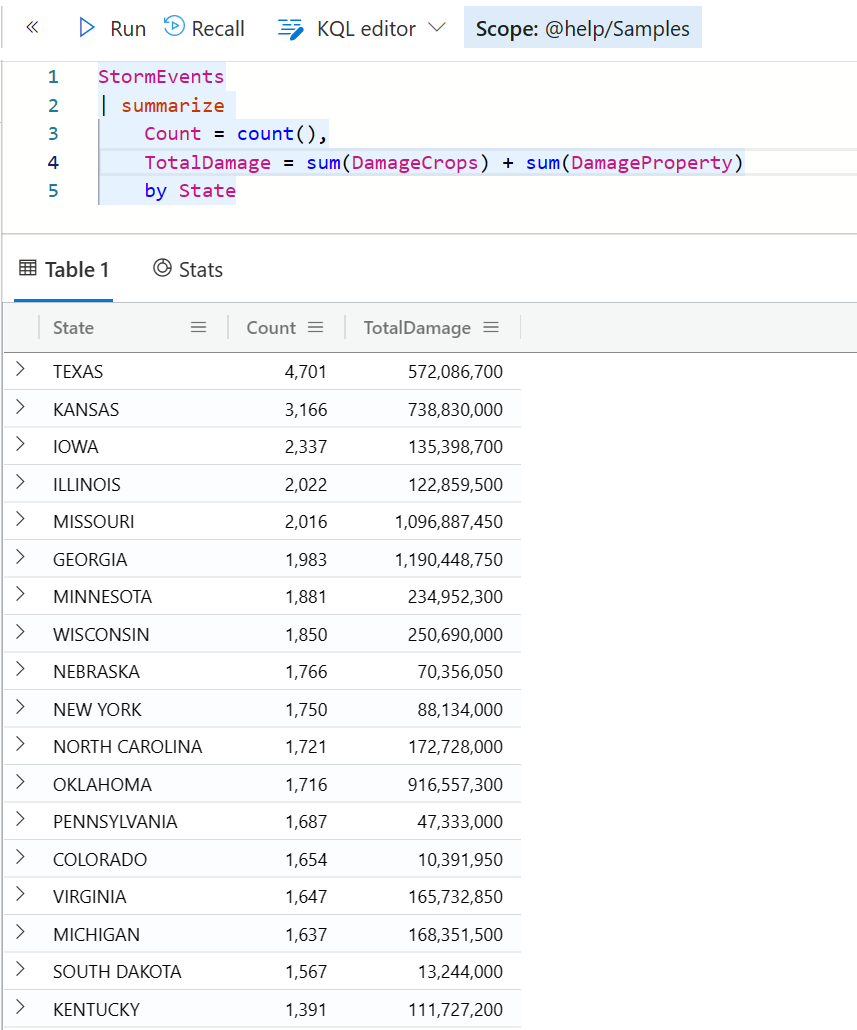 « Run Recall KQL editor Scope: @help/Samples
1 StormEvents
2 | summarize
3 Count = count(),
4 TotalDamage = sum(DamageCrops) + sum(DamageProperty)
5 by State
Table 1 Stats
State Count TotalDamage
TEXAS 4,701 572,086,700
KANSAS 3,166 738,830,000
IOWA 2,337 135,398,700
ILLINOIS 2,022 122,859,500
MISSOURI 2,016 1,096,887,450
GEORGIA 1,983 1,190,448,750
MINNESOTA 1,881 234,952,300
WISCONSIN 1,850 250,690,000
NEBRASKA 1,766 70,356,050
NEW YORK 1,750 88,134,000
NORTH CAROLINA 1,721 172,728,000
OKLAHOMA 1,716 916,557,300
PENNSYLVANIA 1,687 47,333,000
COLORADO 1,654 10,391,950
VIRGINIA 1,647 165,732,850
MICHIGAN 1,637 168,351,500
SOUTH DAKOTA 1,567 13,244,000
KENTUCKY 1,391 111,727,200